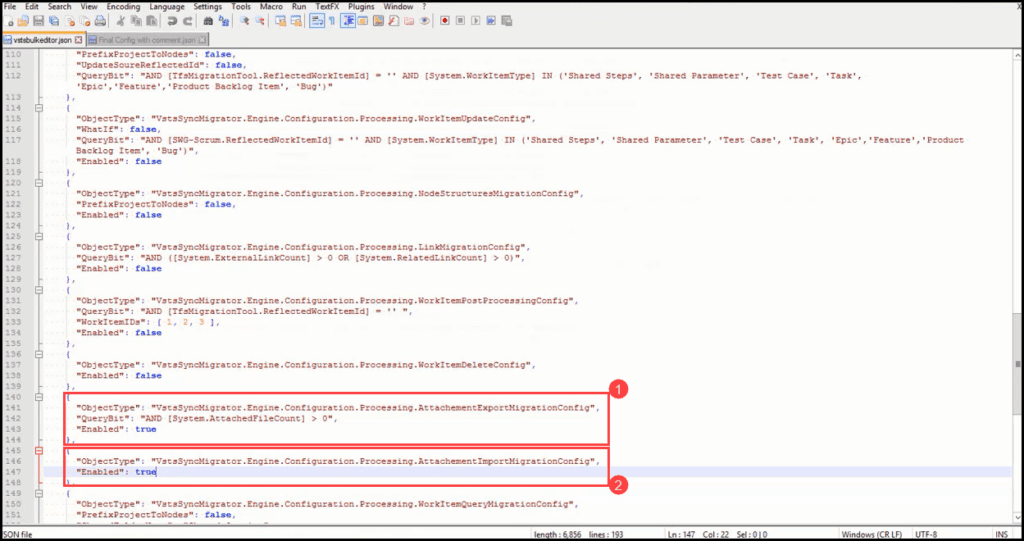 File Edit Search View Encoding Language Settings Tools Macro Run TextFX Plugins Window ? X
vstsbulkeditor.json Final Config with comment.json
110 "PrefixProjectToNodes": false,
111 "UpdateSoureReflectedId": false,
112 "QueryBit": "AND [TfsMigrationTool.ReflectedWorkItemId] = '' AND [System.WorkItemType] IN ('Shared Steps', 'Shared Parameter', 'Test Case', 'Task',
'Epic','Feature','Product Backlog Item', 'Bug')"
113 },
114 {
115 "ObjectType": "VstsSyncMigrator.Engine.Configuration.Processing.WorkItemUpdateConfig",
116 "WhatIf": false,
117 "QueryBit": "AND [SWG-Scrum.ReflectedWorkItemId] = '' AND [System.WorkItemType] IN ('Shared Steps', 'Shared Parameter', 'Test Case', 'Task', 'Epic','Feature','Product
Backlog Item', 'Bug')",
118 "Enabled": false
119 },
120 {
121 "ObjectType": "VstsSyncMigrator.Engine.Configuration.Processing.NodeStructuresMigrationConfig",
122 "PrefixProjectToNodes": false,
123 "Enabled": false
124 },
125 {
126 "ObjectType": "VstsSyncMigrator.Engine.Configuration.Processing.LinkMigrationConfig",
127 "QueryBit": "AND ([System.ExternalLinkCount] > 0 OR [System.RelatedLinkCount] > 0)",
128 "Enabled": false
129 },
130 {
131 "ObjectType": "VstsSyncMigrator.Engine.Configuration.Processing.WorkItemPostProcessingConfig",
132 "QueryBit": "AND [TfsMigrationTool.ReflectedWorkItemId] = '' ",
133 "WorkItemIDs": [ 1, 2, 3 ],
134 "Enabled": false
135 },
136 {
137 "ObjectType": "VstsSyncMigrator.Engine.Configuration.Processing.WorkItemDeleteConfig",
138 "Enabled": false
139 },
140 {
1
141 "ObjectType": "VstsSyncMigrator.Engine.Configuration.Processing.AttachementExportMigrationConfig",
142 "QueryBit": "AND [System.AttachedFileCount] > 0",
143 "Enabled": true
144 },
145 {
146 "ObjectType": "VstsSyncMigrator.Engine.Configuration.Processing.AttachementImportMigrationConfig",
147 "Enabled": true
2
148 },
149 {
150 "ObjectType": "VstsSyncMigrator.Engine.Configuration.Processing.WorkItemQueryMigrationConfig",
151 "PrefixProjectToNodes": false,
SON file length : 6,856 lines : 193 Ln : 147 Col : 22 Sel : 0 | 0 Windows (CR LF) UTF-8 INS